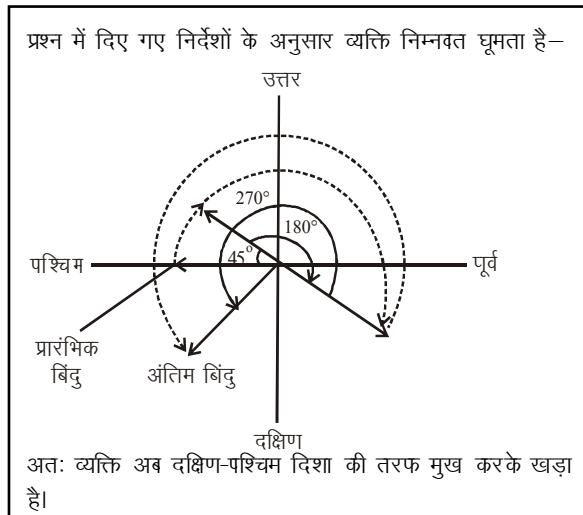 प्रश्न में दिए गए निर्देशों के अनुसार व्यक्ति निम्नवत घूमता है–
उत्तर
270°
180°
45°
पश्चिम
पूर्व
प्रारंभिक
बिंदु
अंतिम बिंदु
दक्षिण
अतः व्यक्ति अब दक्षिण-पश्चिम दिशा की तरफ मुख करके खड़ा
है।